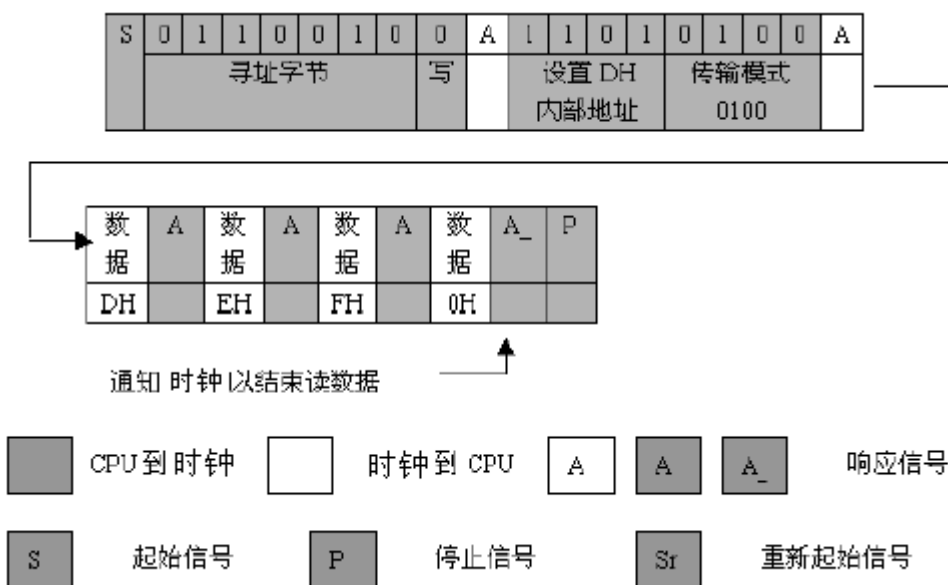 S 0 1 1 0 0 1 0 0 A 1 1 0 1 0 1 0 0 A
寻址字节 写 设置 DH 传输模式
内部地址 0100
数 A 数 A 数 A 数 A_ P
据 据 据 据
DH EH FH 0H
通知 时钟 以结束读数据
CPU 到 时钟 时钟 到 CPU A A A_ 响应信号
S 起始信号 P 停止信号 Sr 重新起始信号